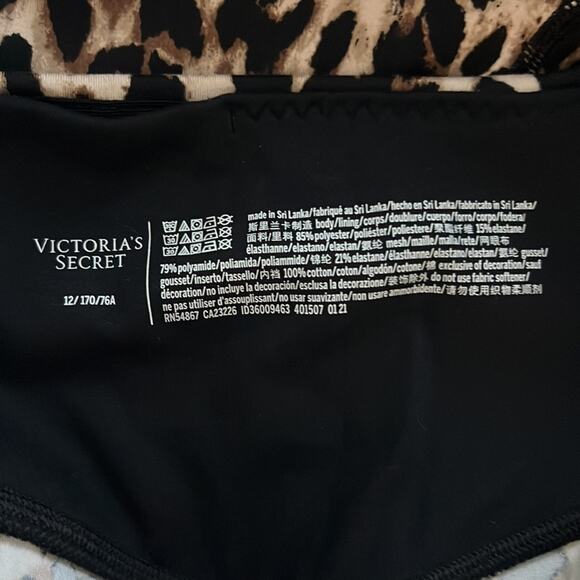 VICTORIA'S
SECRET
12/170/76A
made in Sri Lanka/fabriqué au Sri Lanka/hecho en Sri Lanka/fabbricato in Sri Lanka/
斯里兰卡制造 body/lining/corps/doublure/cuerpo/forro/corpo/fodera/
面料/里料 85% polyester/poliéster/poliestere/聚酯纤维 15% elastane/
élasthanne/elastano/elastan/氨纶 mesh/maille/malla/rete/网眼布
79% polyamide/poliamida/poliammide/锦纶 21% elastane/élasthanne/elastano/elastan/氨纶 gusset/
gousset/inserto/tassello/内裆 100% cotton/coton/algodón/cotone/棉 exclusive of decoration/sauf
décoration/no incluye la decoración/esclusa la decorazione/装饰除外 do not use fabric softener/
ne pas utiliser d'assouplissant/no usar suavizante/non usare ammorbidente/请勿使用织物柔顺剂
RN54867 CA23226 ID36009463 401507 01 21